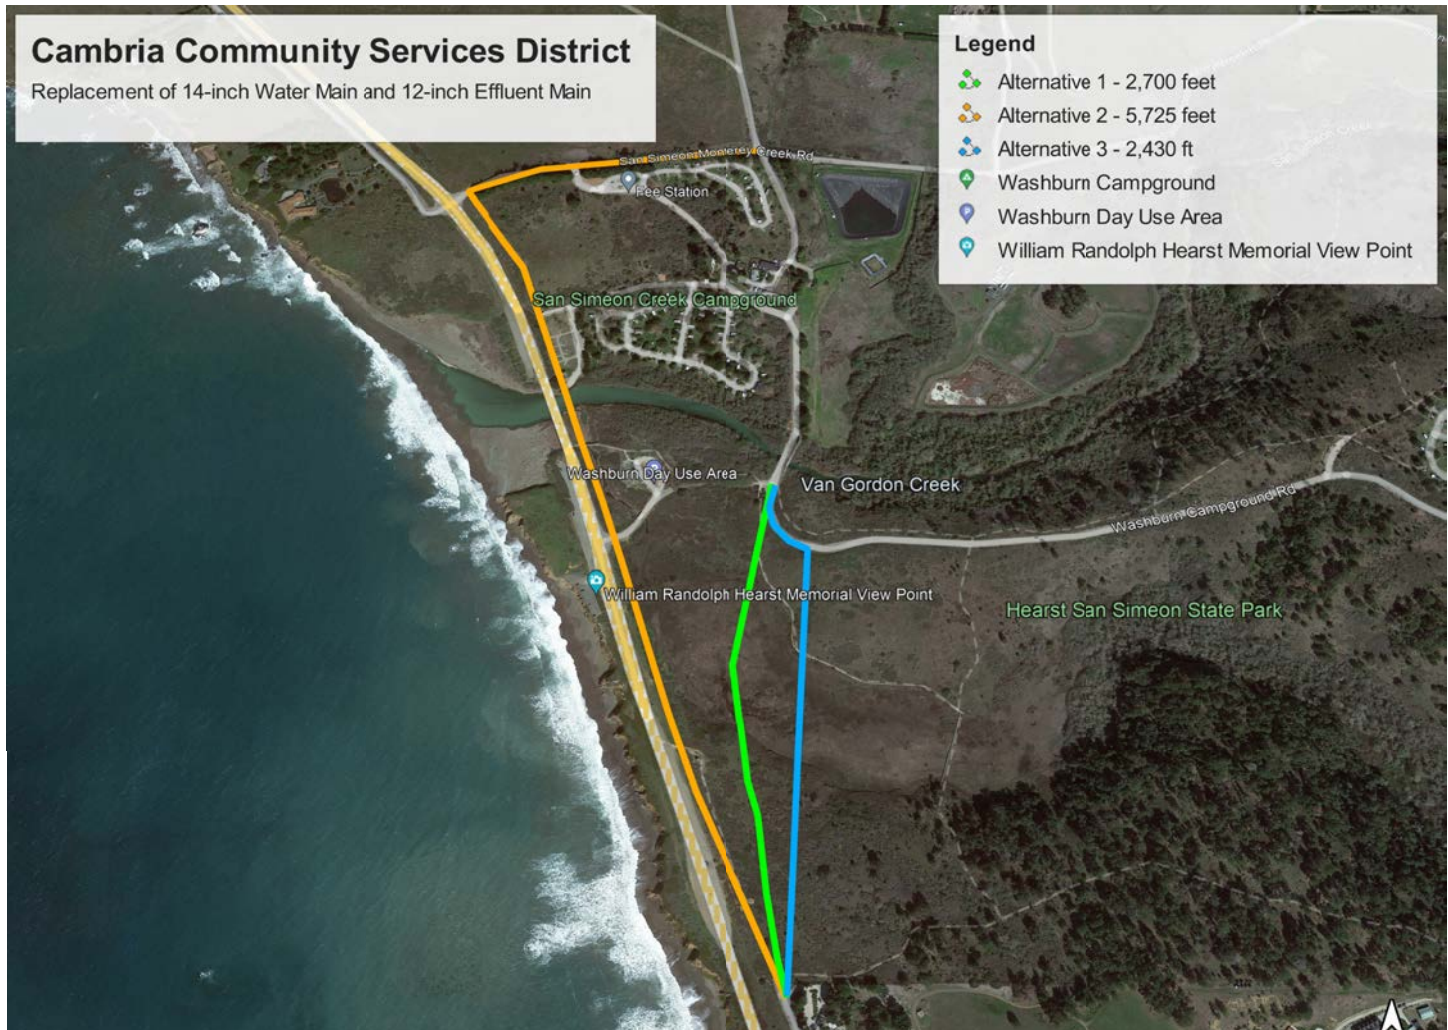 Cambria Community Services District
Replacement of 14-inch Water Main and 12-inch Effluent Main
Legend
Alternative 1 - 2,700 feet
Alternative 2 - 5,725 feet
Alternative 3 - 2,430 ft
Washburn Campground
Washburn Day Use Area
William Randolph Hearst Memorial View Point
San Simeon Monterey Creek Rd
Fee Station
San Simeon Creek Campground
Washburn Day Use Area
Van Gordon Creek
Washburn Campground Rd
William Randolph Hearst Memorial View Point
Hearst San Simeon State Park